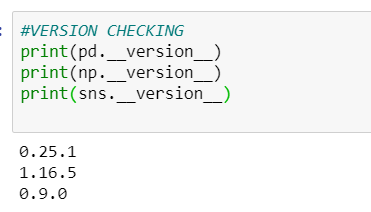 #VERSION CHECKING
print(pd.__version__)
print(np.__version__)
print(sns.__version__)
0.25.1
1.16.5
0.9.0